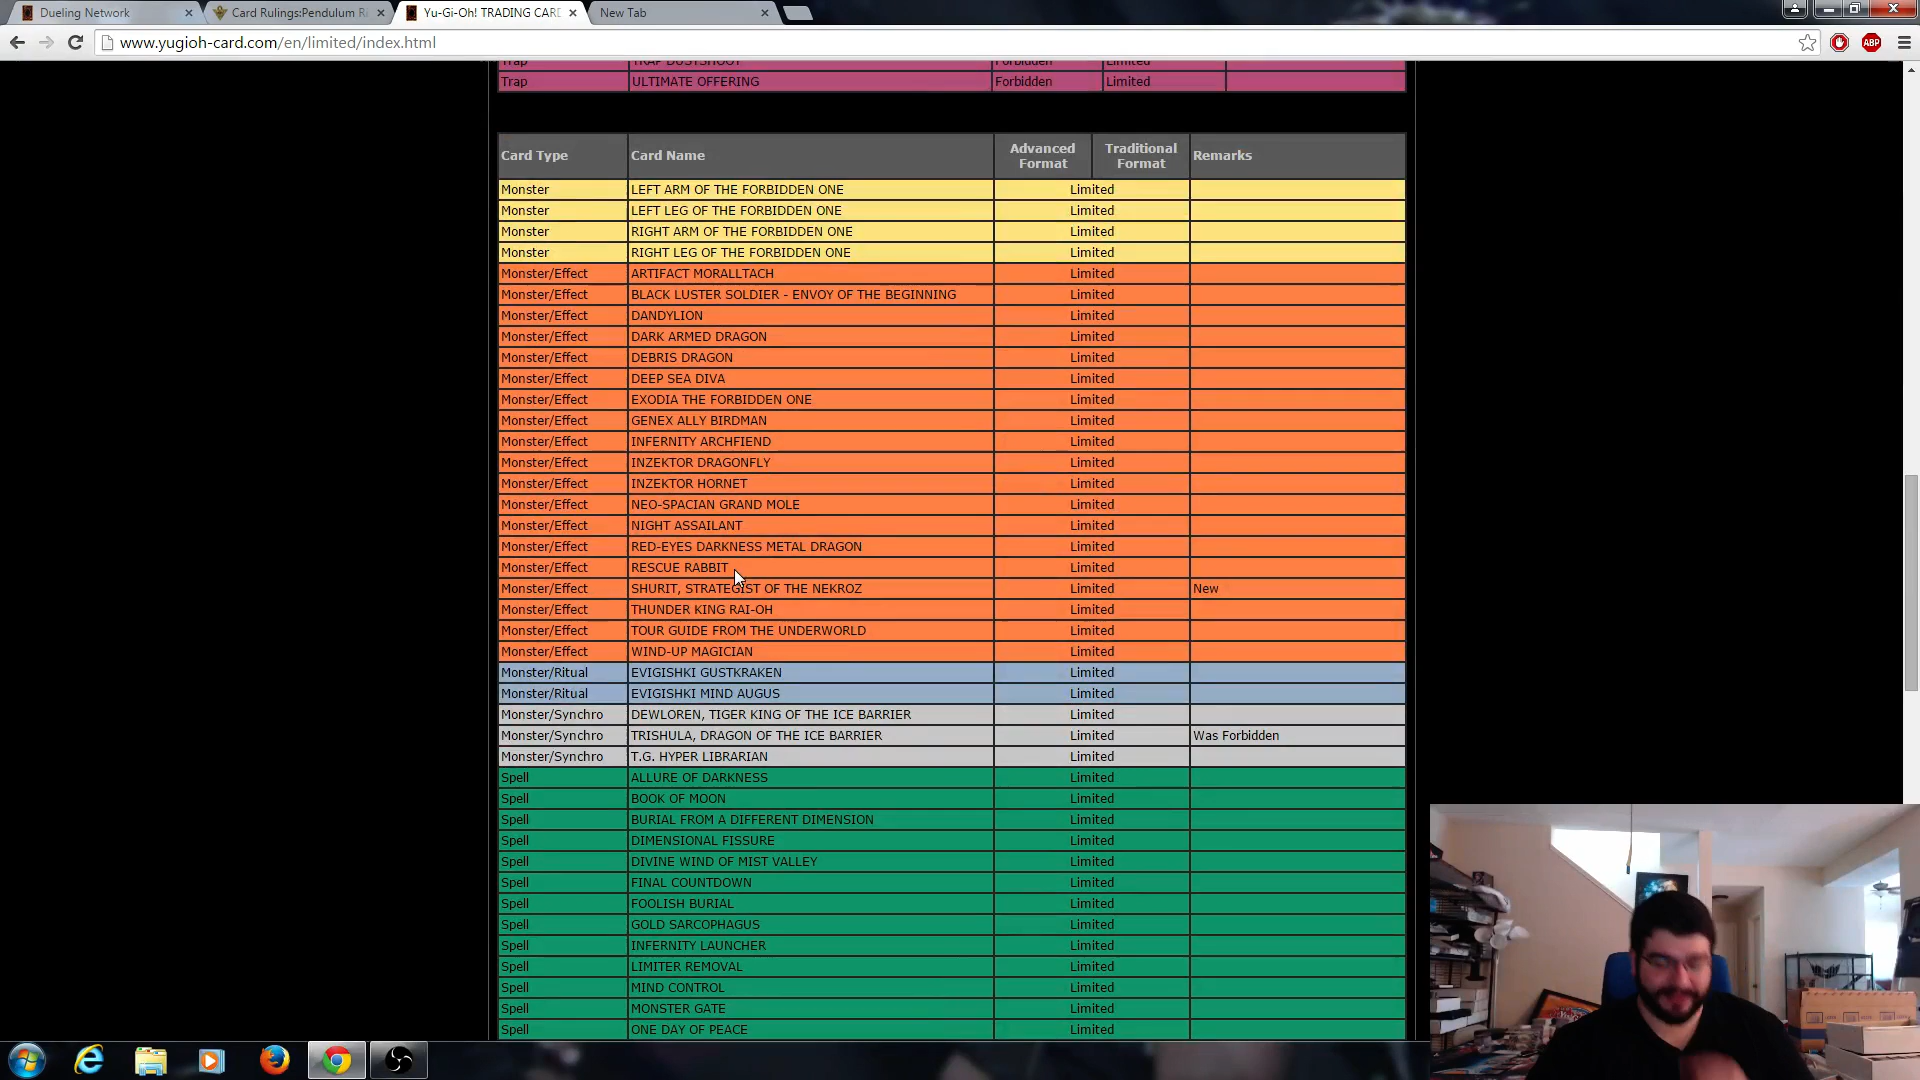 Dueling Network
Card Rulings:Pendulum R
Yu-Gi-Oh! TRADING CARD
New Tab
www.yugioh-card.com/en/limited/index.html
ABP
Trap TRAP DUSTSHOOT Forbidden Limited
Trap ULTIMATE OFFERING Forbidden Limited
Card Type Card Name Advanced Format Traditional Format Remarks
Monster LEFT ARM OF THE FORBIDDEN ONE Limited
Monster LEFT LEG OF THE FORBIDDEN ONE Limited
Monster RIGHT ARM OF THE FORBIDDEN ONE Limited
Monster RIGHT LEG OF THE FORBIDDEN ONE Limited
Monster/Effect ARTIFACT MORALLTACH Limited
Monster/Effect BLACK LUSTER SOLDIER - ENVOY OF THE BEGINNING Limited
Monster/Effect DANDYLION Limited
Monster/Effect DARK ARMED DRAGON Limited
Monster/Effect DEBRIS DRAGON Limited
Monster/Effect DEEP SEA DIVA Limited
Monster/Effect EXODIA THE FORBIDDEN ONE Limited
Monster/Effect GENEX ALLY BIRDMAN Limited
Monster/Effect INFERNITY ARCHFIEND Limited
Monster/Effect INZEKTOR DRAGONFLY Limited
Monster/Effect INZEKTOR HORNET Limited
Monster/Effect NEO-SPACIAN GRAND MOLE Limited
Monster/Effect NIGHT ASSAILANT Limited
Monster/Effect RED-EYES DARKNESS METAL DRAGON Limited
Monster/Effect RESCUE RABBIT Limited
Monster/Effect SHURIT, STRATEGIST OF THE NEKROZ Limited New
Monster/Effect THUNDER KING RAI-OH Limited
Monster/Effect TOUR GUIDE FROM THE UNDERWORLD Limited
Monster/Effect WIND-UP MAGICIAN Limited
Monster/Ritual EVIGISHKI GUSTKRAKEN Limited
Monster/Ritual EVIGISHKI MIND AUGUS Limited
Monster/Synchro DEWLOREN, TIGER KING OF THE ICE BARRIER Limited
Monster/Synchro TRISHULA, DRAGON OF THE ICE BARRIER Limited Was Forbidden
Monster/Synchro T.G. HYPER LIBRARIAN Limited
Spell ALLURE OF DARKNESS Limited
Spell BOOK OF MOON Limited
Spell BURIAL FROM A DIFFERENT DIMENSION Limited
Spell DIMENSIONAL FISSURE Limited
Spell DIVINE WIND OF MIST VALLEY Limited
Spell FINAL COUNTDOWN Limited
Spell FOOLISH BURIAL Limited
Spell GOLD SARCOPHAGUS Limited
Spell INFERNITY LAUNCHER Limited
Spell LIMITER REMOVAL Limited
Spell MIND CONTROL Limited
Spell MONSTER GATE Limited
Spell ONE DAY OF PEACE Limited